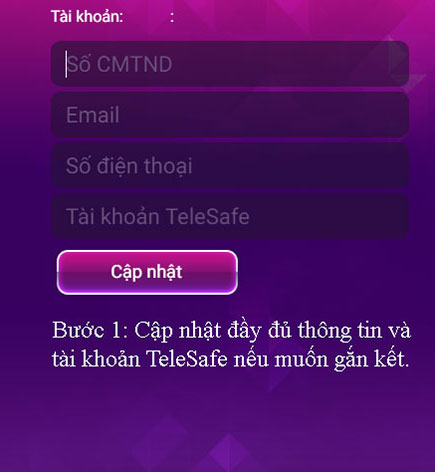 Tài khoản: :
Số CMTND
Email
Số điện thoại
Tài khoản TeleSafe
Cập nhật
Bước 1: Cập nhật đầy đủ thông tin và
tài khoản TeleSafe nếu muốn gắn kết.